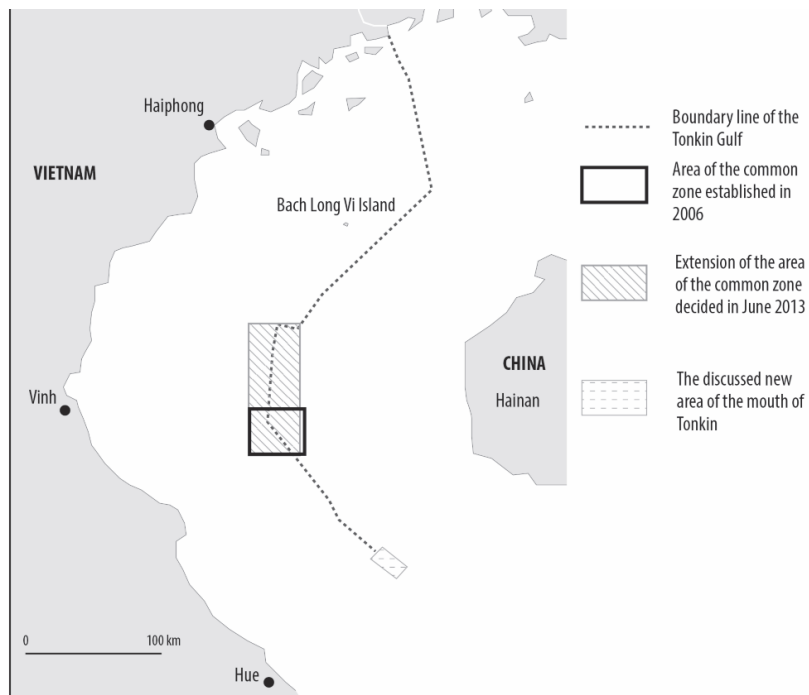 Haiphong
VIETNAM
Bach Long Vi Island
Vinh
CHINA
Hainan
0
100 km
Hue
Boundary line of the
Tonkin Gulf
Area of the common
zone established in
2006
Extension of the area
of the common zone
decided in June 2013
The discussed new
area of the mouth of
Tonkin